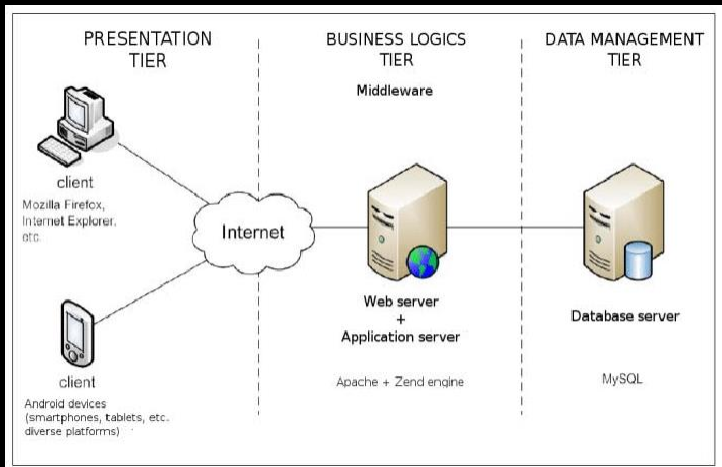 PRESENTATION
TIER
BUSINESS LOGICS
TIER
DATA MANAGEMENT
TIER
Middleware
client
Mozilla Firefox,
Internet Explorer,
etc.
Internet
Web server
+
Application server
Apache + Zend engine
Database server
MySQL
client
Android devices
(smartphones, tablets, etc.
diverse platforms)